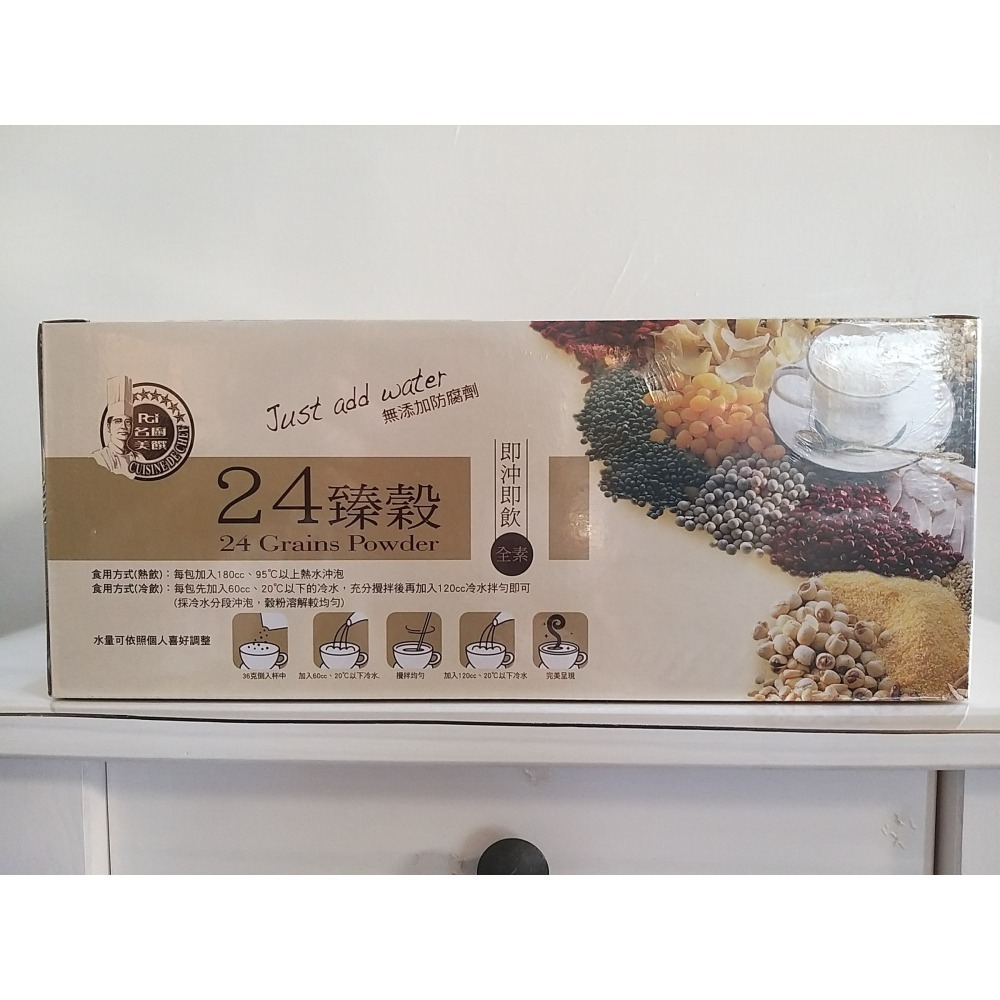 Just add water
無添加防腐劑
RGi
名廚
美饌
CUISINE DE CHEF
24臻穀
24 Grains Powder
即沖即飲
全素
食用方式(熱飲)：每包加入180cc、95℃以上熱水沖泡
食用方式(冷飲)：每包先加入60cc、20℃以下的冷水，充分攪拌後再加入120cc冷水拌勻即可
(採冷水分段沖泡，穀粉溶解較均勻)
水量可依照個人喜好調整
36克倒入杯中
加入60cc、20℃以下冷水
攪拌均勻
加入120cc、20℃以下冷水
完美呈現